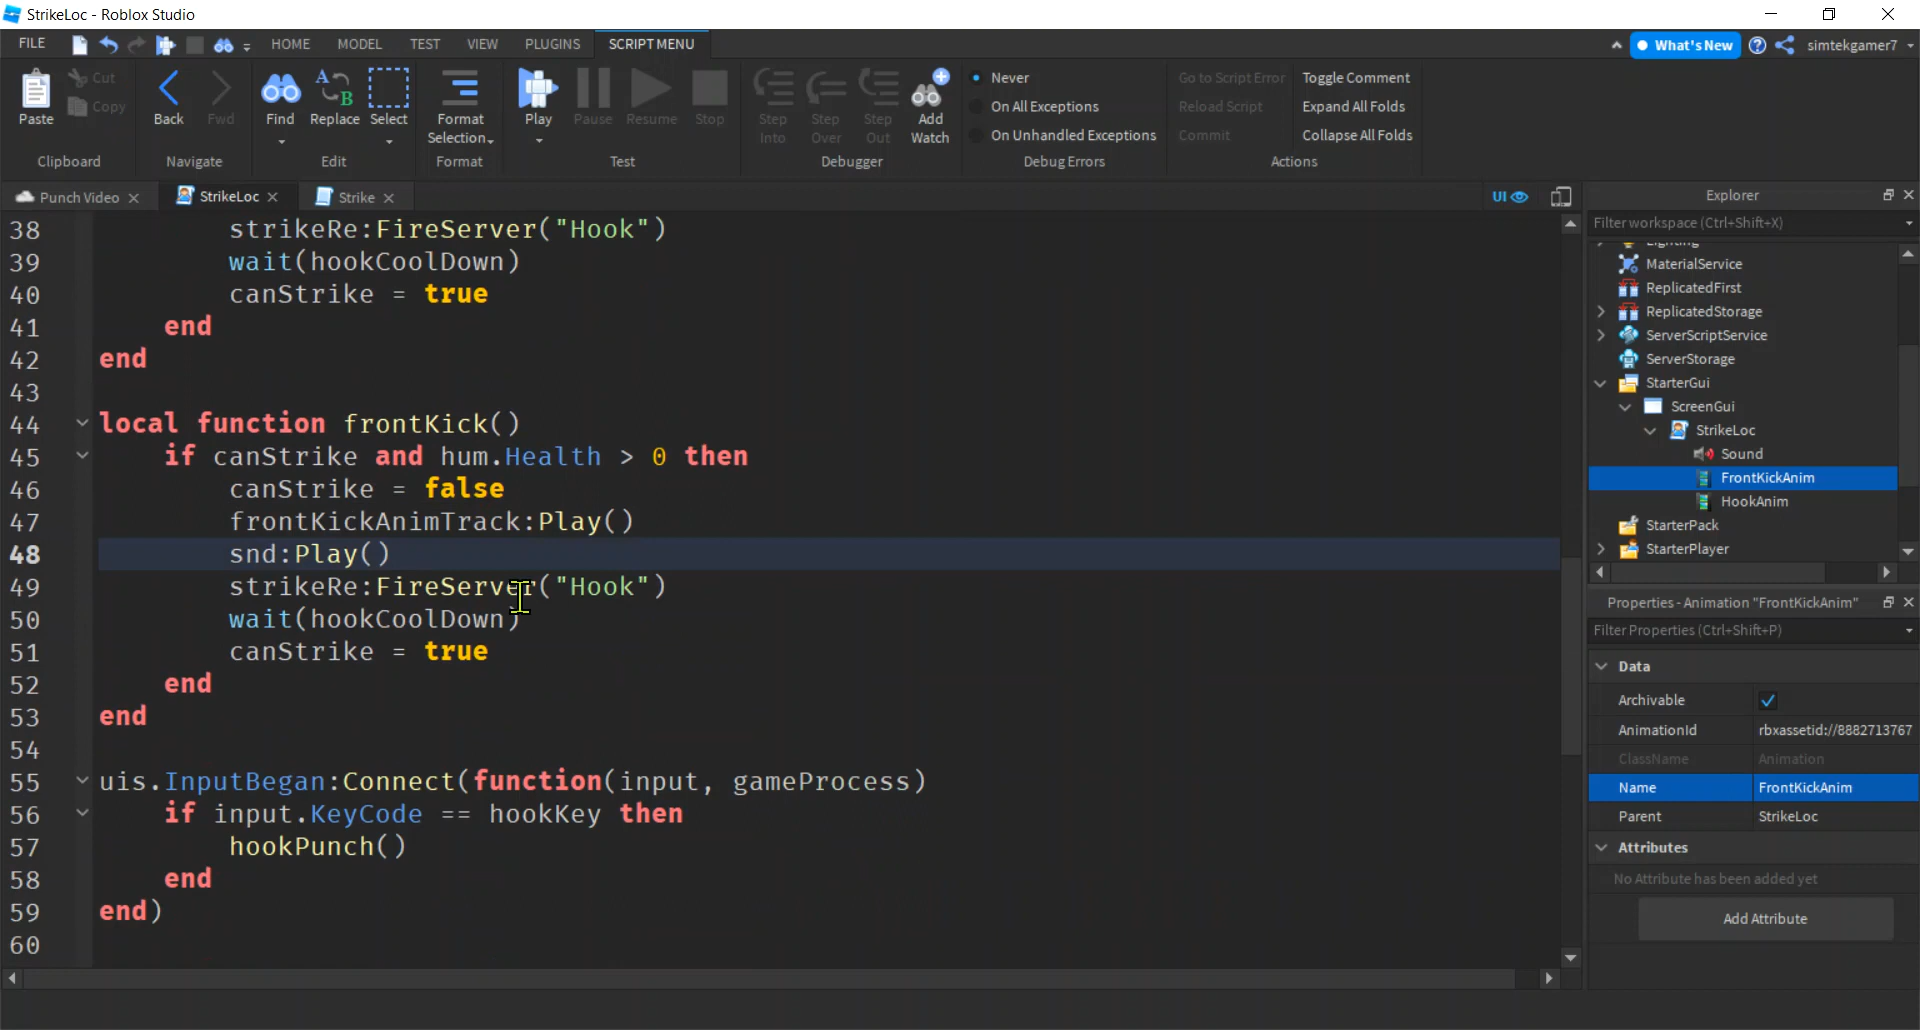 StrikeLoc - Roblox Studio
FILE HOME MODEL TEST VIEW PLUGINS SCRIPT MENU What's New simtekgamer7
Paste Cut Copy
Clipboard
Back Fwd
Navigate
Find Replace Select
Edit
Format Selection
Format
Play Pause Resume Stop
Test
Step Into Step Over Step Out Add Watch
Debugger
Never
On All Exceptions
On Unhandled Exceptions
Debug Errors
Go to Script Error
Reload Script
Commit
Toggle Comment
Expand All Folds
Collapse All Folds
Actions
Punch Video StrikeLoc Strike UI
38 strikeRe:FireServer("Hook")
39 wait(hookCoolDown)
40 canStrike = true
41 end
42 end
43
44 local function frontKick()
45 if canStrike and hum.Health > 0 then
46 canStrike = false
47 frontKickAnimTrack:Play()
48 snd:Play()
49 strikeRe:FireServer("Hook")
50 wait(hookCoolDown)
51 canStrike = true
52 end
53 end
54
55 uis.InputBegan:Connect(function(input, gameProcess)
56 if input.KeyCode == hookKey then
57 hookPunch()
58 end
59 end)
60
Explorer
Filter workspace (Ctrl+Shift+X)
Lighting
MaterialService
ReplicatedFirst
ReplicatedStorage
ServerScriptService
ServerStorage
StarterGui
ScreenGui
StrikeLoc
Sound
FrontKickAnim
HookAnim
StarterPack
StarterPlayer
Properties - Animation "FrontKickAnim"
Filter Properties (Ctrl+Shift+P)
Data
Archivable
AnimationId rbxassetid://8882713767
ClassName Animation
Name FrontKickAnim
Parent StrikeLoc
Attributes
No Attribute has been added yet
Add Attribute